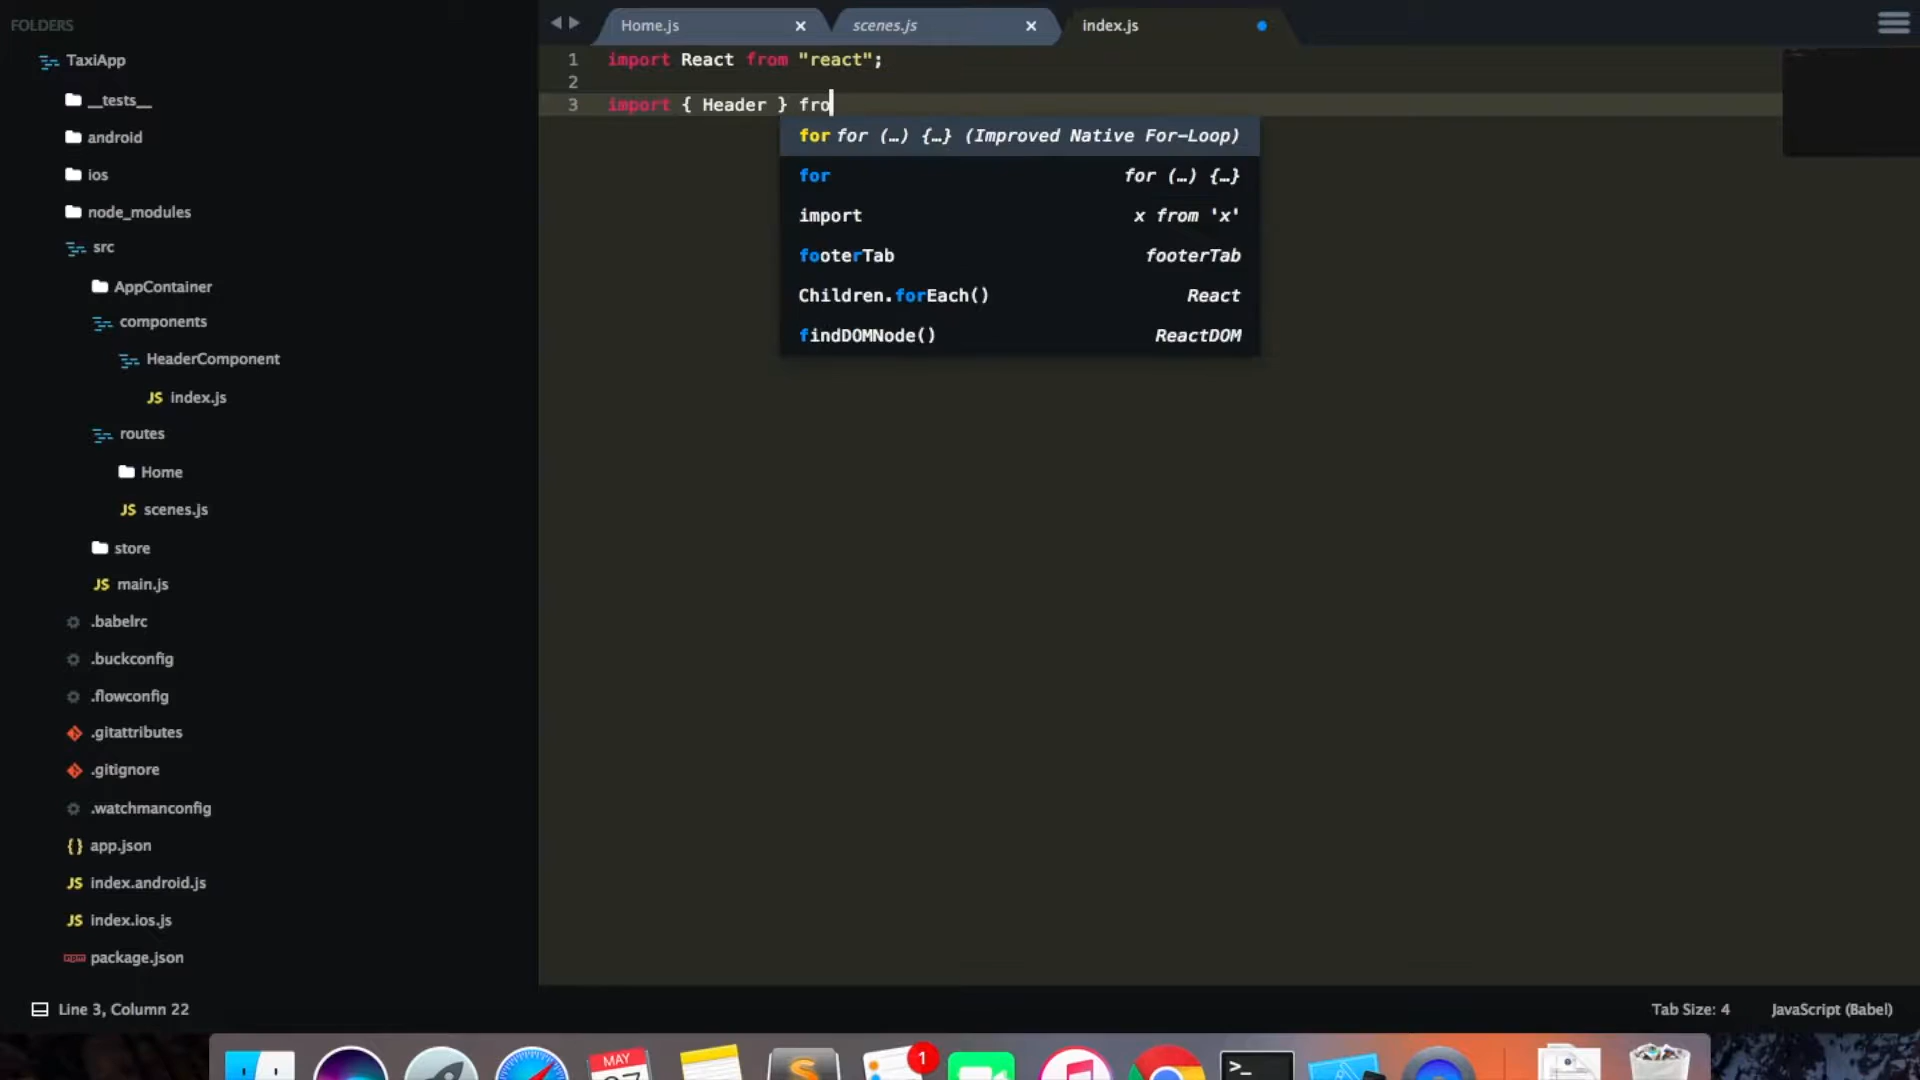 FOLDERS
TaxiApp
__tests__
android
ios
node_modules
src
AppContainer
components
HeaderComponent
JS index.js
routes
Home
JS scenes.js
store
JS main.js
.babelrc
.buckconfig
.flowconfig
.gitattributes
.gitignore
.watchmanconfig
{} app.json
JS index.android.js
JS index.ios.js
package.json
Home.js
scenes.js
index.js
1 import React from "react";
2
3 import { Header } fro
for for (…) {…} (Improved Native For-Loop)
for for (…) {…}
import x from 'x'
footerTab footerTab
Children.forEach() React
findDOMNode() ReactDOM
Line 3, Column 22
Tab Size: 4
JavaScript (Babel)
MAY
1
>_